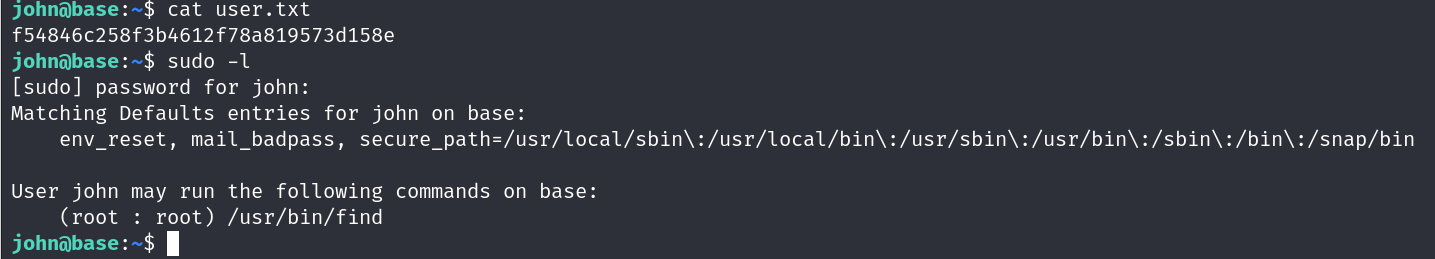 john@base:~$ cat user.txt
f54846c258f3b4612f78a819573d158e
john@base:~$ sudo -l
[sudo] password for john:
Matching Defaults entries for john on base:
    env_reset, mail_badpass, secure_path=/usr/local/sbin\:/usr/local/bin\:/usr/sbin\:/usr/bin\:/sbin\:/bin\:/snap/bin

User john may run the following commands on base:
    (root : root) /usr/bin/find
john@base:~$